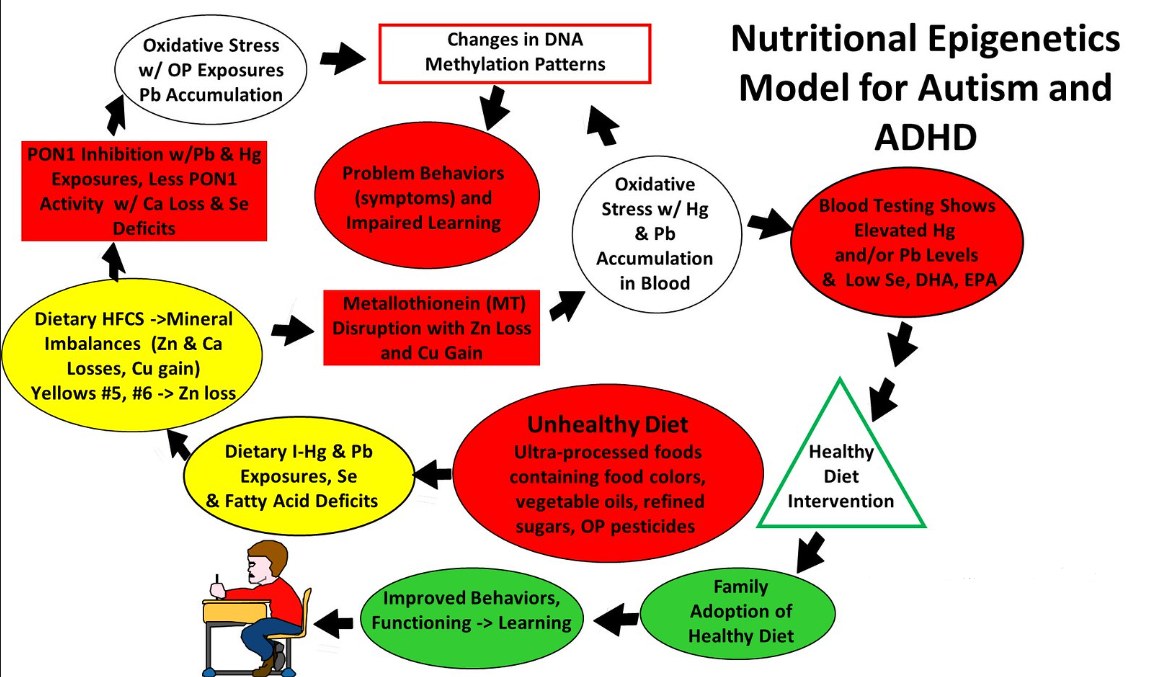 Nutritional Epigenetics
Model for Autism and
ADHD
Oxidative Stress
w/ OP Exposures
Pb Accumulation
Changes in DNA
Methylation Patterns
PON1 Inhibition w/Pb & Hg
Exposures, Less PON1
Activity w/ Ca Loss & Se
Deficits
Problem Behaviors
(symptoms) and
Impaired Learning
Oxidative
Stress w/ Hg
& Pb
Accumulation
in Blood
Blood Testing Shows
Elevated Hg
and/or Pb Levels
& Low Se, DHA, EPA
Dietary HFCS ->Mineral
Imbalances (Zn & Ca
Losses, Cu gain)
Yellows #5, #6 -> Zn loss
Metallothionein (MT)
Disruption with Zn Loss
and Cu Gain
Unhealthy Diet
Ultra-processed foods
containing food colors,
vegetable oils, refined
sugars, OP pesticides
Dietary I-Hg & Pb
Exposures, Se
& Fatty Acid Deficits
Healthy
Diet
Intervention
Family
Adoption of
Healthy Diet
Improved Behaviors,
Functioning -> Learning